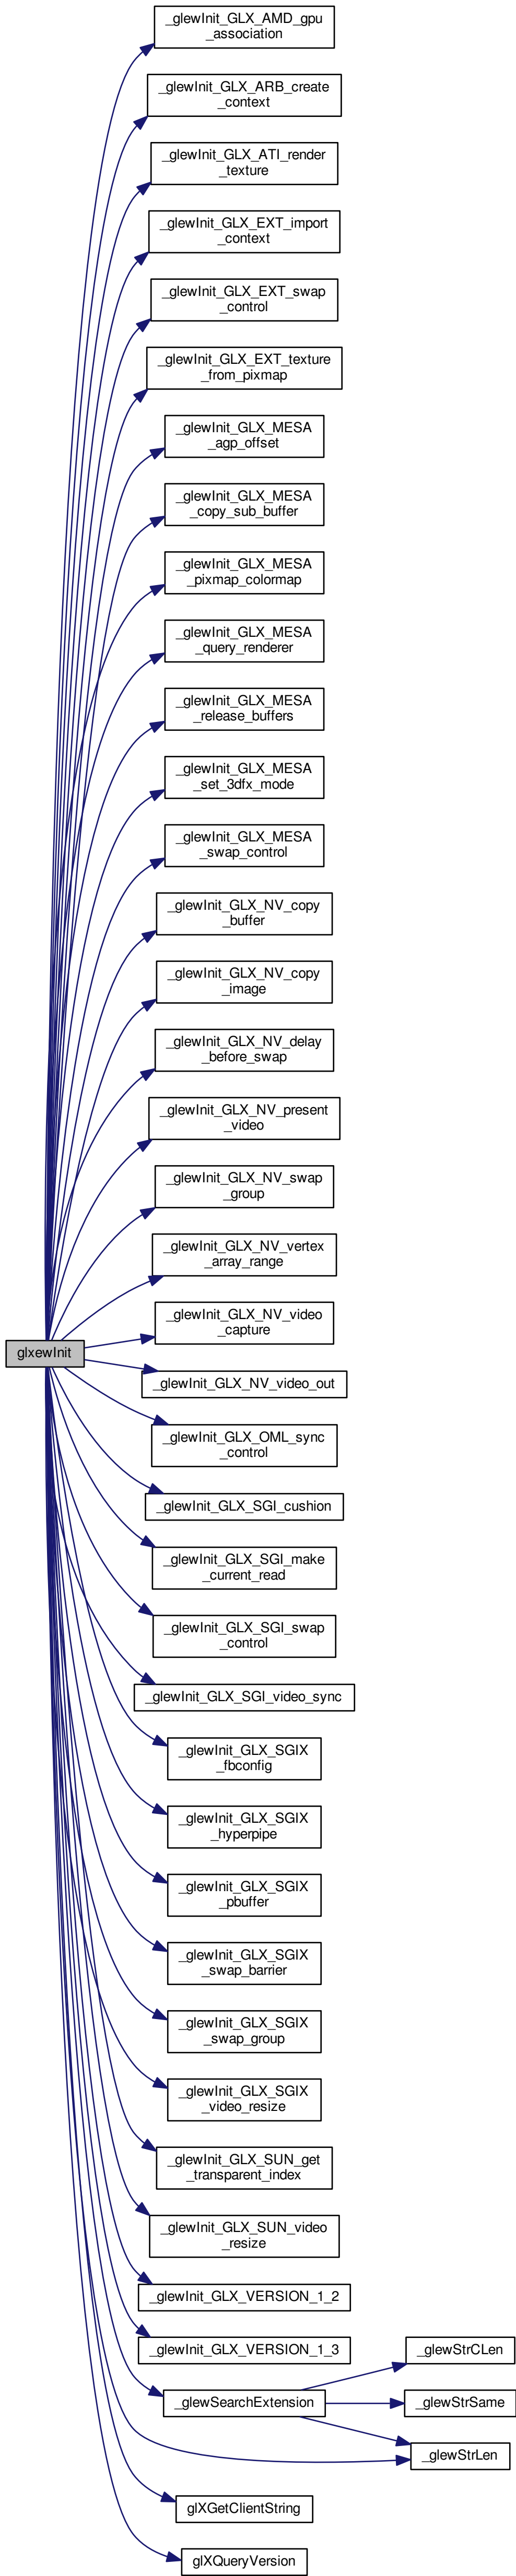 _glewInit_GLX_AMD_gpu
_association
_glewInit_GLX_ARB_create
_context
_glewInit_GLX_ATI_render
_texture
_glewInit_GLX_EXT_import
_context
_glewInit_GLX_EXT_swap
_control
_glewInit_GLX_EXT_texture
_from_pixmap
_glewInit_GLX_MESA
_agp_offset
_glewInit_GLX_MESA
_copy_sub_buffer
_glewInit_GLX_MESA
_pixmap_colormap
_glewInit_GLX_MESA
_query_renderer
_glewInit_GLX_MESA
_release_buffers
_glewInit_GLX_MESA
_set_3dfx_mode
_glewInit_GLX_MESA
_swap_control
_glewInit_GLX_NV_copy
_buffer
_glewInit_GLX_NV_copy
_image
_glewInit_GLX_NV_delay
_before_swap
_glewInit_GLX_NV_present
_video
_glewInit_GLX_NV_swap
_group
_glewInit_GLX_NV_vertex
_array_range
_glewInit_GLX_NV_video
_capture
glxewInit
_glewInit_GLX_NV_video_out
_glewInit_GLX_OML_sync
_control
_glewInit_GLX_SGI_cushion
_glewInit_GLX_SGI_make
_current_read
_glewInit_GLX_SGI_swap
_control
_glewInit_GLX_SGI_video_sync
_glewInit_GLX_SGIX
_fbconfig
_glewInit_GLX_SGIX
_hyperpipe
_glewInit_GLX_SGIX
_pbuffer
_glewInit_GLX_SGIX
_swap_barrier
_glewInit_GLX_SGIX
_swap_group
_glewInit_GLX_SGIX
_video_resize
_glewInit_GLX_SUN_get
_transparent_index
_glewInit_GLX_SUN_video
_resize
_glewInit_GLX_VERSION_1_2
_glewInit_GLX_VERSION_1_3
_glewStrCLen
_glewSearchExtension
_glewStrSame
_glewStrLen
glXGetClientString
glXQueryVersion